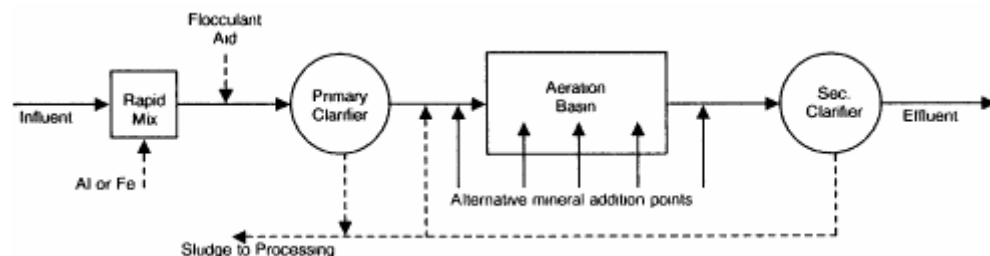 Flocculant
Aid
Influent
Rapid
Mix
Al or Fe
Primary
Clarifier
Aeration
Basin
Alternative mineral addition points
Sec.
Clarifier
Effluent
Sludge to Processing